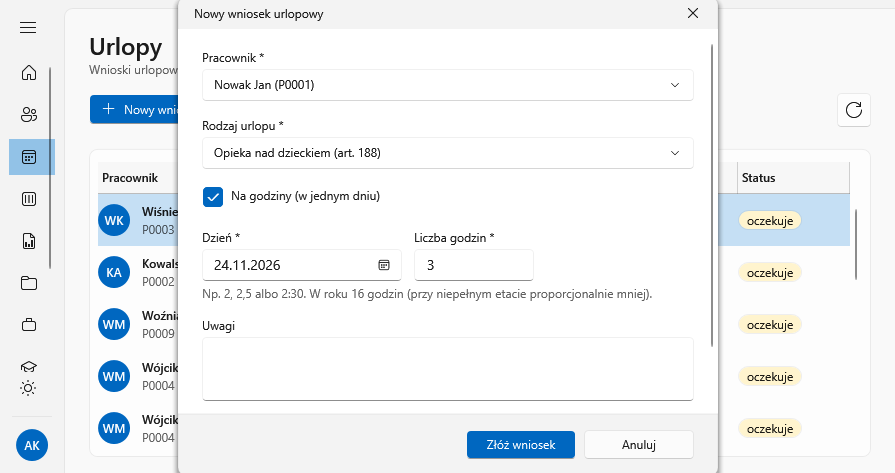 Nowy wniosek urlopowy
Urlopy
Wnioski urlopow
Nowy wni
Pracownik *
Nowak Jan (P0001)
Rodzaj urlopu *
Opieka nad dzieckiem (art. 188)
Na godziny (w jednym dniu)
Dzień *
Liczba godzin *
24.11.2026
3
Np. 2, 2,5 albo 2:30. W roku 16 godzin (przy niepełnym etacie proporcjonalnie mniej).
Uwagi
Złóż wniosek
Anuluj
Pracownik
Status
WK
Wiśnie
P0003
oczekuje
KA
Kowals
P0002
oczekuje
WM
Woźnia
P0009
oczekuje
WM
Wójcik
P0004
oczekuje
WM
Wójcik
P0004
oczekuje
AK